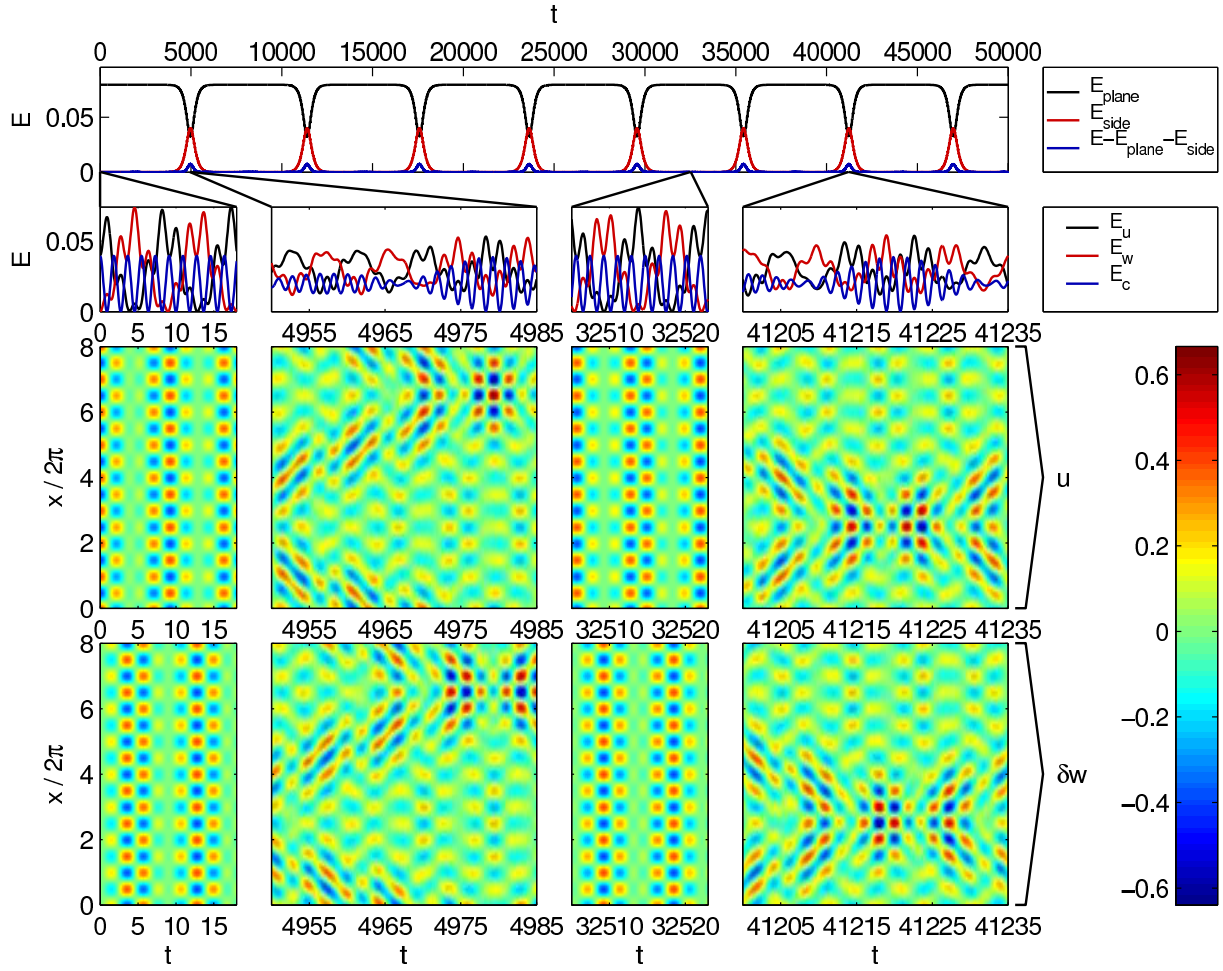 t
0 5000 10000 15000 20000 25000 30000 35000 40000 45000 50000
E
0.05
0
E_plane
E_side
E−E_plane−E_side
E
0.05
0
E_u
E_w
E_c
0 5 10 15
4955 4965 4975 4985
32510 32520
41205 41215 41225 41235
x / 2π
8
6
4
2
0
u
0 5 10 15
4955 4965 4975 4985
32510 32520
41205 41215 41225 41235
x / 2π
8
6
4
2
0
δw
0 5 10 15
4955 4965 4975 4985
32510 32520
41205 41215 41225 41235
t
t
t
t
0.6
0.4
0.2
0
−0.2
−0.4
−0.6